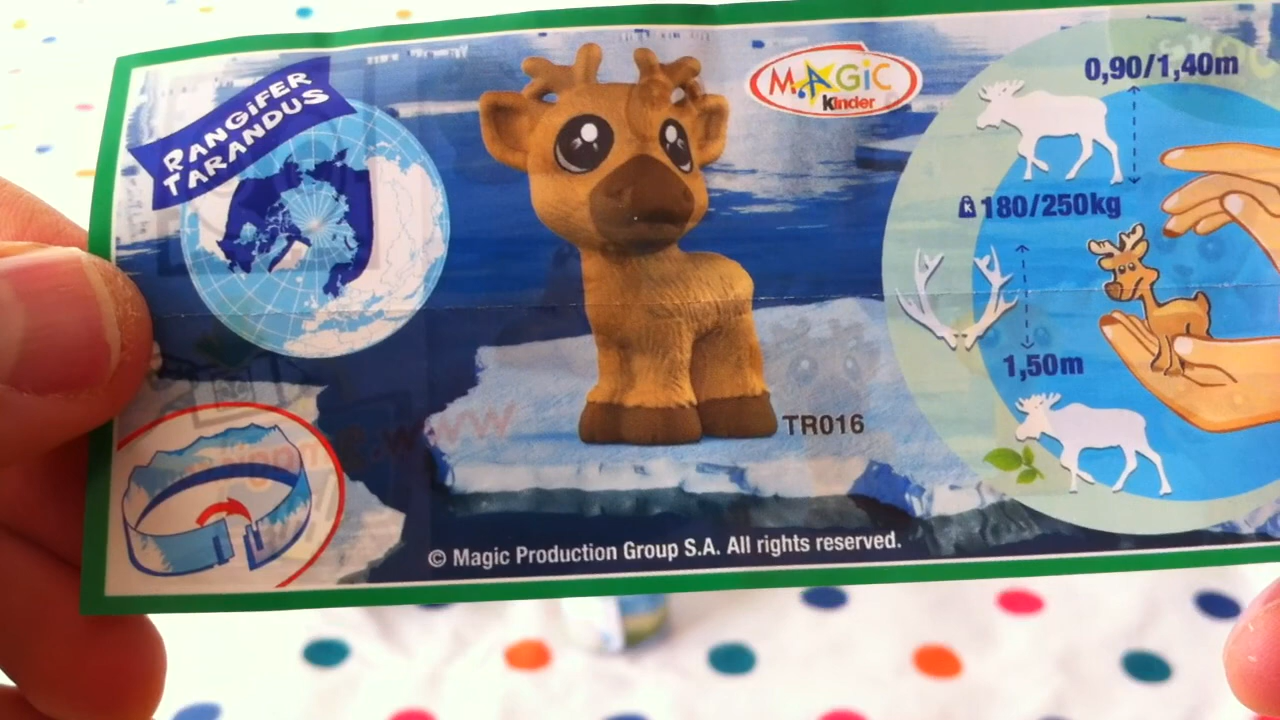 RANGiFER
TARANDUS
MAGiC
Kinder
0,90/1,40m
K 180/250kg
1,50m
TR016
www
© Magic Production Group S.A. All rights reserved.